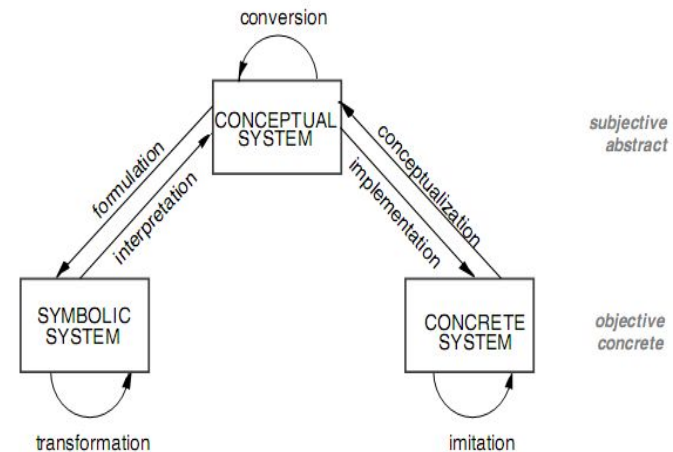 conversion
CONCEPTUAL
SYSTEM
subjective
abstract
formulation
interpretation
implementation
conceptualization
SYMBOLIC
SYSTEM
CONCRETE
SYSTEM
objective
concrete
transformation
imitation